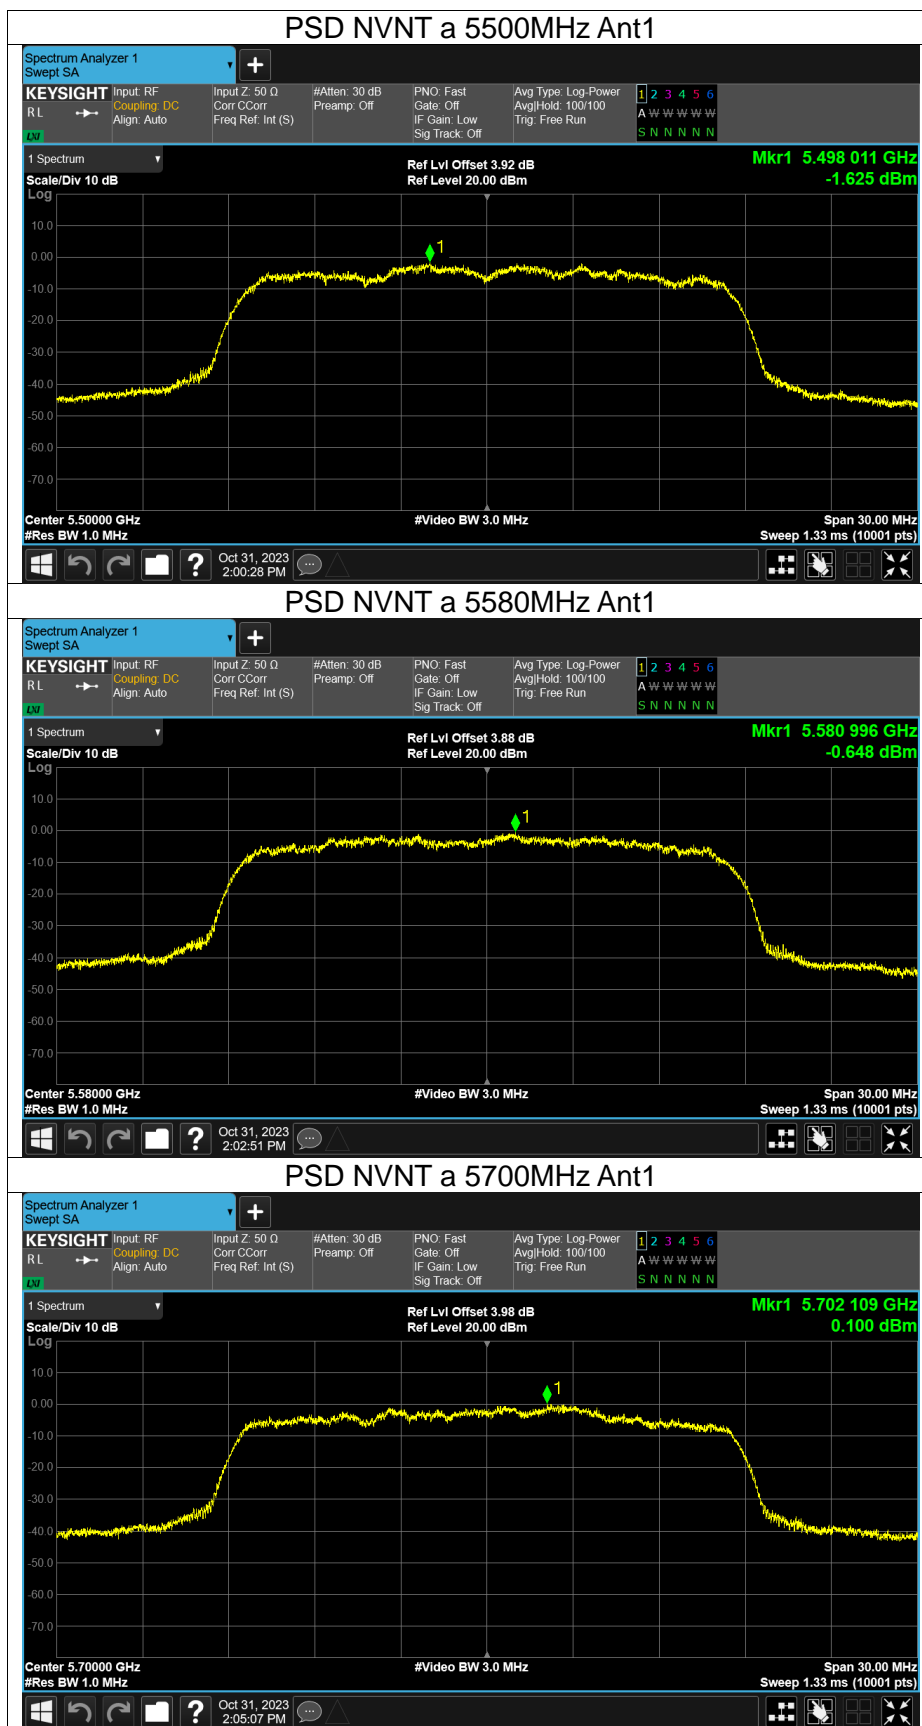 PSD NVNT a 5500MHz Ant1
Spectrum Analyzer 1
Swept SA
KEYSIGHT Input: RF Input Z: 50 Ω #Atten: 30 dB PNO: Fast Avg Type: Log-Power 1 2 3 4 5 6
R L Coupling: DC Corr CCorr Preamp: Off Gate: Off Avg|Hold: 100/100 A W W W W W
Align: Auto Freq Ref: Int (S) IF Gain: Low Trig: Free Run
LXI Sig Track: Off S N N N N N
1 Spectrum Ref Lvl Offset 3.92 dB Mkr1 5.498 011 GHz
Scale/Div 10 dB Ref Level 20.00 dBm -1.625 dBm
Log
10.0
1
0.00
-10.0
-20.0
-30.0
-40.0
-50.0
-60.0
-70.0
Center 5.50000 GHz #Video BW 3.0 MHz Span 30.00 MHz
#Res BW 1.0 MHz Sweep 1.33 ms (10001 pts)
? Oct 31, 2023
2:00:28 PM
PSD NVNT a 5580MHz Ant1
Spectrum Analyzer 1
Swept SA
KEYSIGHT Input: RF Input Z: 50 Ω #Atten: 30 dB PNO: Fast Avg Type: Log-Power 1 2 3 4 5 6
R L Coupling: DC Corr CCorr Preamp: Off Gate: Off Avg|Hold: 100/100 A W W W W W
Align: Auto Freq Ref: Int (S) IF Gain: Low Trig: Free Run
LXI Sig Track: Off S N N N N N
1 Spectrum Ref Lvl Offset 3.88 dB Mkr1 5.580 996 GHz
Scale/Div 10 dB Ref Level 20.00 dBm -0.648 dBm
Log
10.0
1
0.00
-10.0
-20.0
-30.0
-40.0
-50.0
-60.0
-70.0
Center 5.58000 GHz #Video BW 3.0 MHz Span 30.00 MHz
#Res BW 1.0 MHz Sweep 1.33 ms (10001 pts)
? Oct 31, 2023
2:02:51 PM
PSD NVNT a 5700MHz Ant1
Spectrum Analyzer 1
Swept SA
KEYSIGHT Input: RF Input Z: 50 Ω #Atten: 30 dB PNO: Fast Avg Type: Log-Power 1 2 3 4 5 6
R L Coupling: DC Corr CCorr Preamp: Off Gate: Off Avg|Hold: 100/100 A W W W W W
Align: Auto Freq Ref: Int (S) IF Gain: Low Trig: Free Run
LXI Sig Track: Off S N N N N N
1 Spectrum Ref Lvl Offset 3.98 dB Mkr1 5.702 109 GHz
Scale/Div 10 dB Ref Level 20.00 dBm 0.100 dBm
Log
10.0
1
0.00
-10.0
-20.0
-30.0
-40.0
-50.0
-60.0
-70.0
Center 5.70000 GHz #Video BW 3.0 MHz Span 30.00 MHz
#Res BW 1.0 MHz Sweep 1.33 ms (10001 pts)
? Oct 31, 2023
2:05:07 PM